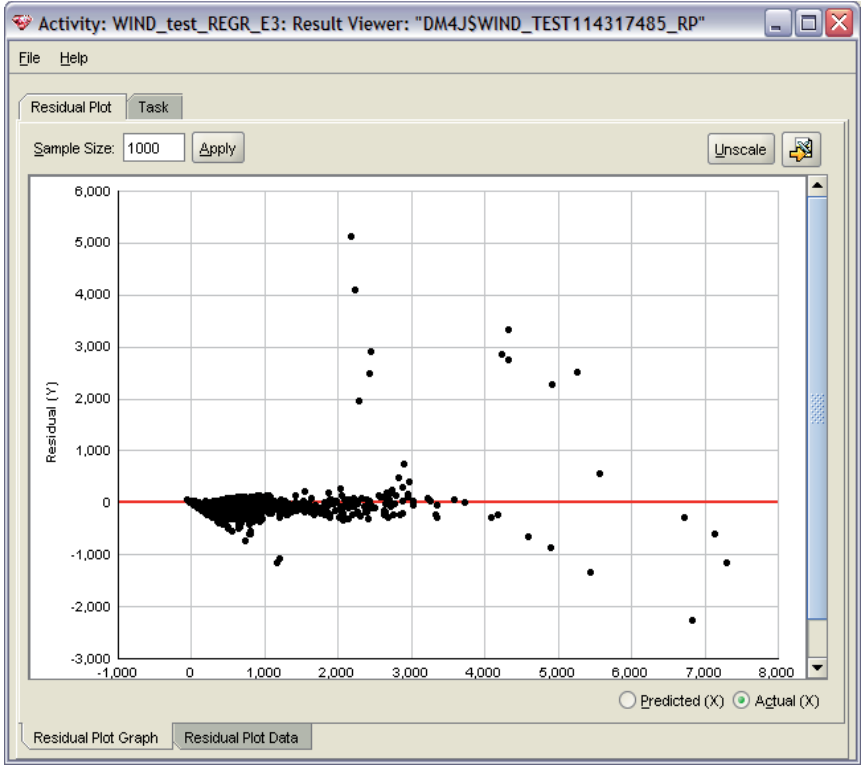 Activity: WIND_test_REGR_E3: Result Viewer: "DM4J$WIND_TEST114317485_RP"
File Help
Residual Plot Task
Sample Size: 1000 Apply Unscale
6,000
5,000
4,000
3,000
2,000
1,000
0
-1,000
-2,000
-3,000
Residual (Y)
-1,000 0 1,000 2,000 3,000 4,000 5,000 6,000 7,000 8,000
Predicted (X) Actual (X)
Residual Plot Graph Residual Plot Data